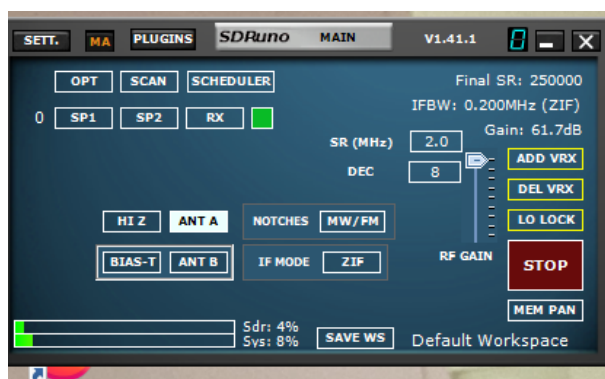 SETT. MA PLUGINS SDRuno MAIN V1.41.1 0
OPT SCAN SCHEDULER Final SR: 250000
IFBW: 0.200MHz (ZIF)
0 SP1 SP2 RX
Gain: 61.7dB
SR (MHz) 2.0
ADD VRX
DEC 8
DEL VRX
HI Z ANT A NOTCHES MW/FM LO LOCK
BIAS-T ANT B IF MODE ZIF RF GAIN STOP
MEM PAN
Sdr: 4%
Sys: 8% SAVE WS Default Workspace